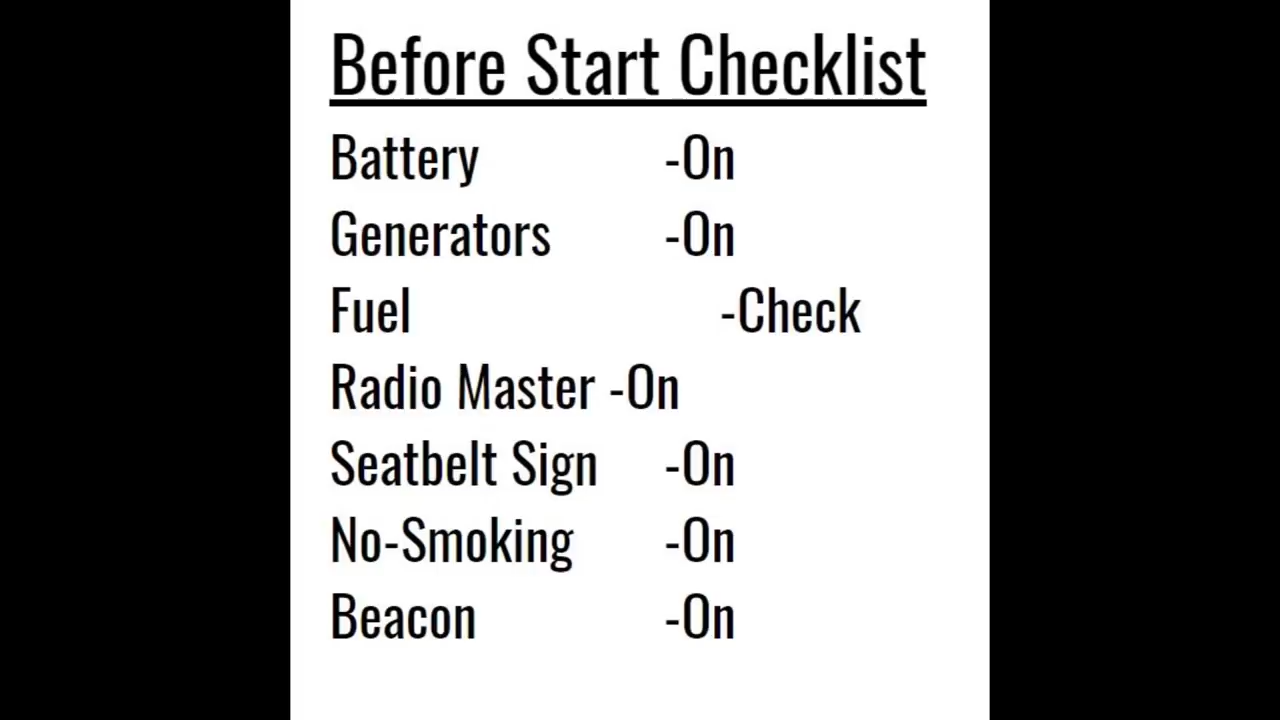 Before Start Checklist
Battery -On
Generators -On
Fuel -Check
Radio Master -On
Seatbelt Sign -On
No-Smoking -On
Beacon -On